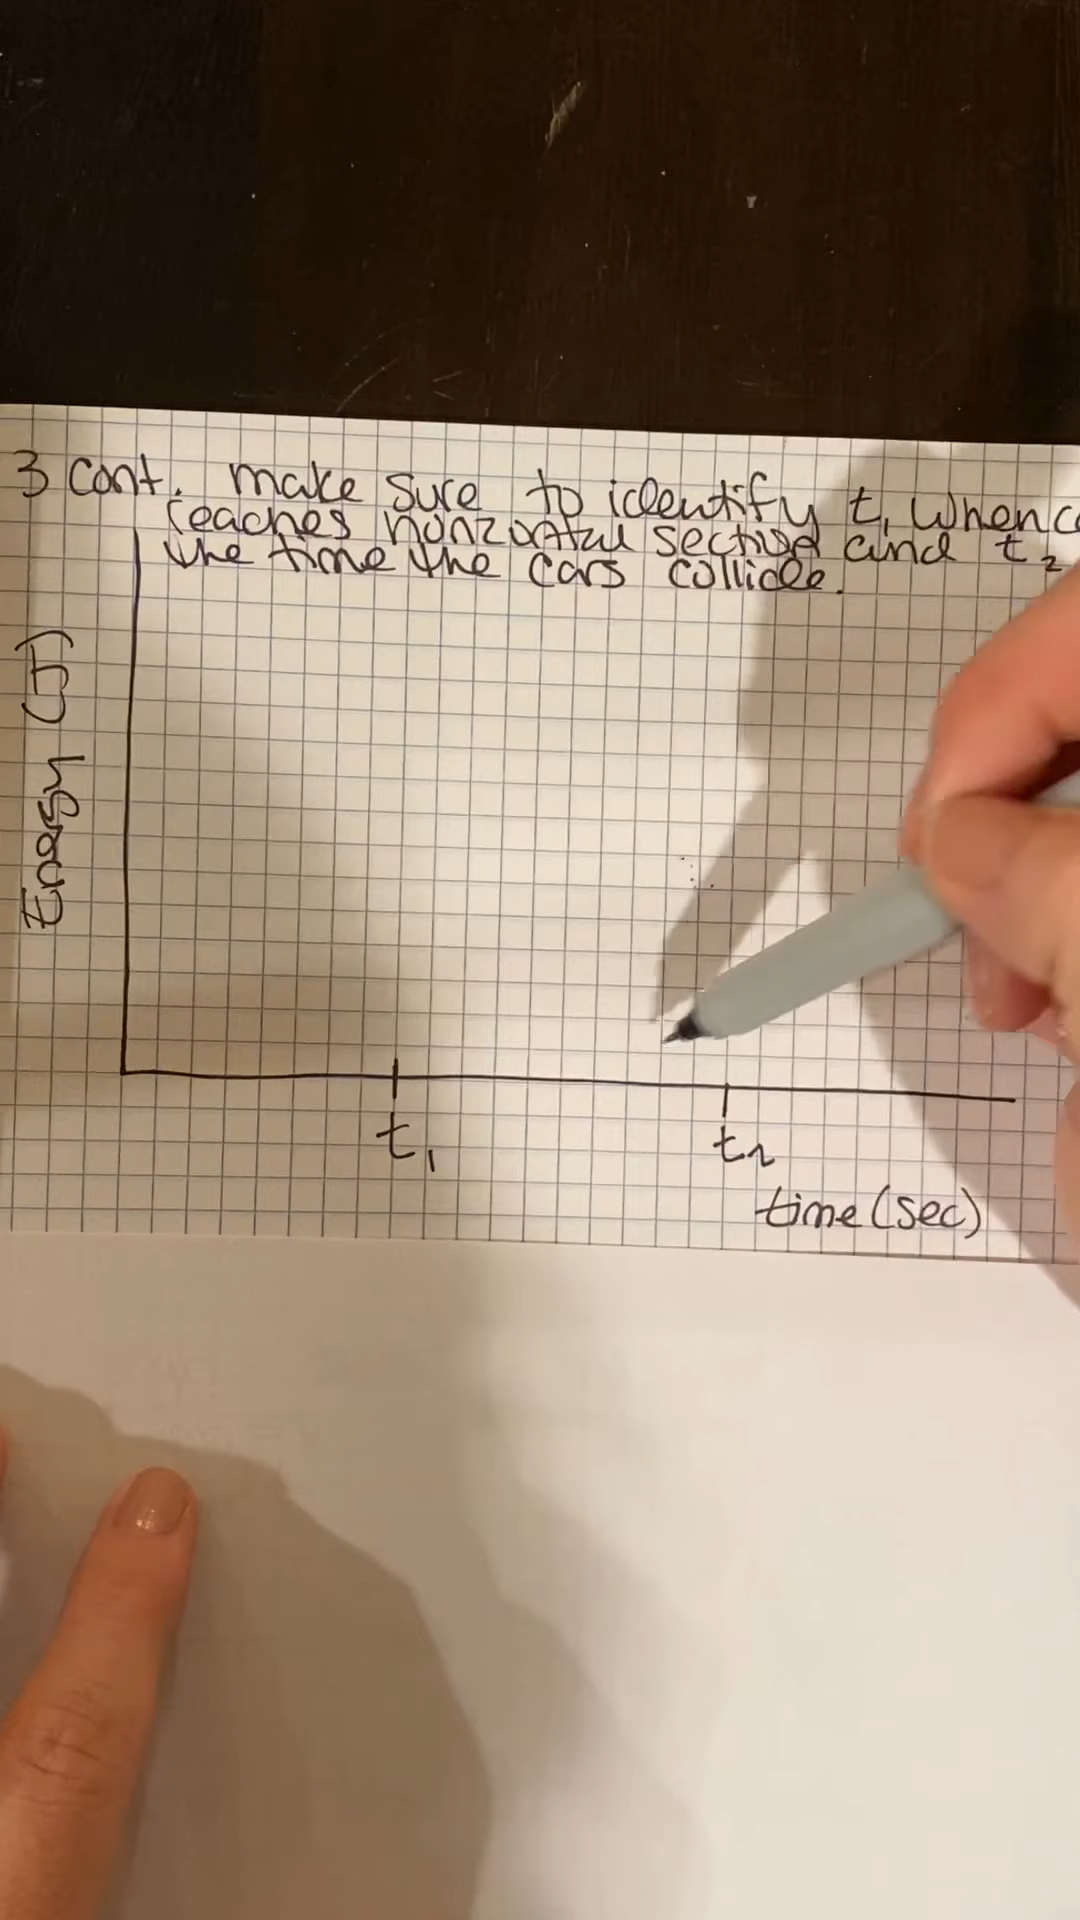 3 cont. make sure to identify t₁ when
reaches horizontal section and t₂
the time the cars collide.
Energy (J)
t₁
t₂
time (sec)